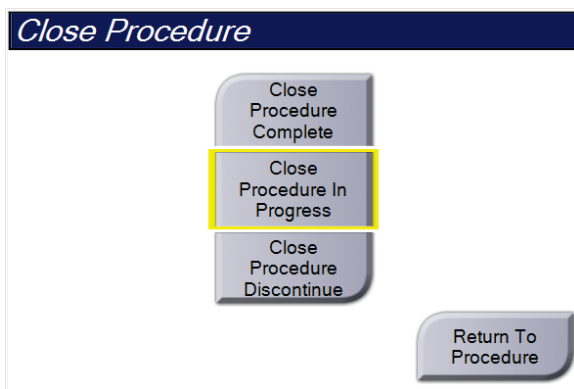 Close Procedure
Close
Procedure
Complete
Close
Procedure In
Progress
Close
Procedure
Discontinue
Return To
Procedure